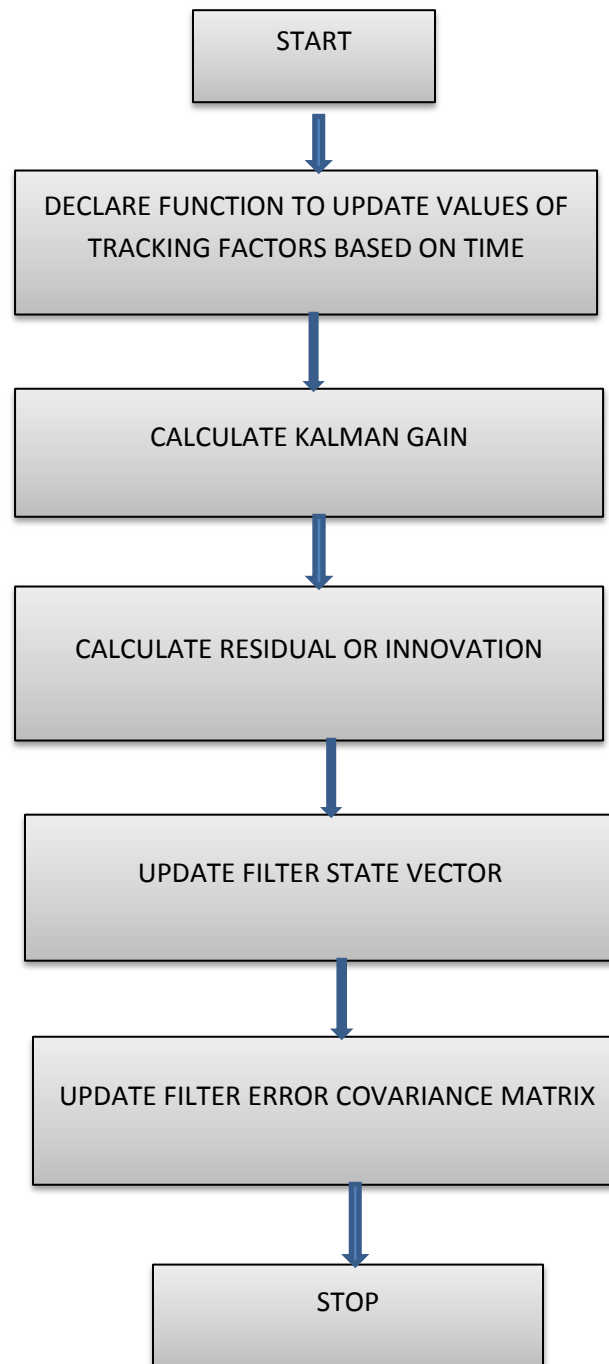 START
DECLARE FUNCTION TO UPDATE VALUES OF
TRACKING FACTORS BASED ON TIME
CALCULATE KALMAN GAIN
CALCULATE RESIDUAL OR INNOVATION
UPDATE FILTER STATE VECTOR
UPDATE FILTER ERROR COVARIANCE MATRIX
STOP